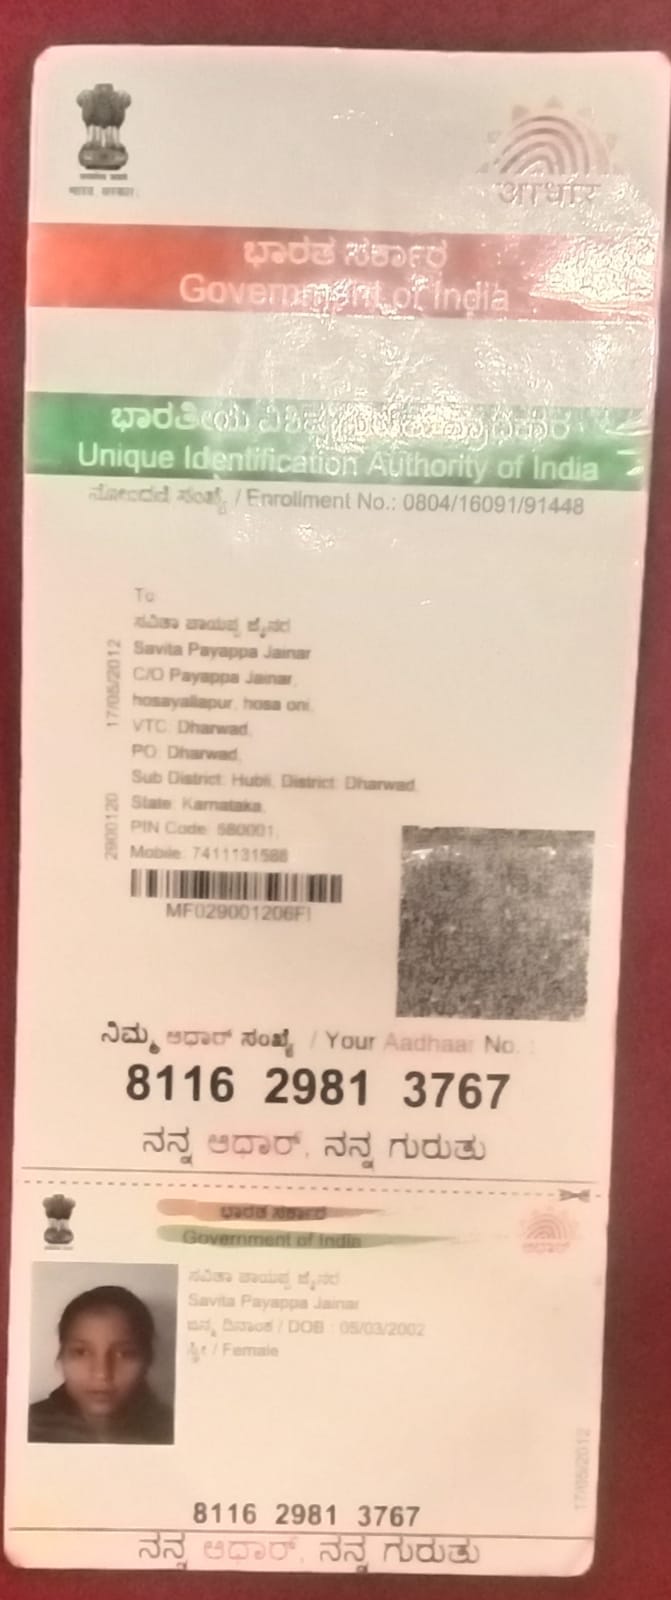 भारत सरकार
आधार
ಭಾರತ ಸರ್ಕಾರ
Government of India
ಭಾರತೀಯ ವಿಶಿಷ್ಟ
Unique Identification Authority of India
ನೋಂದಣಿ ಸಂಖ್ಯೆ / Enrollment No.: 0804/16091/91448
To
ಸವಿತಾ ಪಾಯಪ್ಪ ಜೈನರ
Savita Payappa Jainar
C/O Payappa Jainar,
hosayallapur, hosa oni,
VTC: Dharwad,
PO: Dharwad,
Sub District: Hubli, District: Dharwad,
State: Karnataka,
PIN Code: 580001,
Mobile: 7411131588
17/05/2012
2900120
MF029001206FI
ನಿಮ್ಮ ಆಧಾರ್ ಸಂಖ್ಯೆ / Your Aadhaar No. :
8116 2981 3767
ನನ್ನ ಆಧಾರ್, ನನ್ನ ಗುರುತು
ಭಾರತ ಸರ್ಕಾರ
Government of India
ಆಧಾರ್
ಸವಿತಾ ಪಾಯಪ್ಪ ಜೈನರ
Savita Payappa Jainar
ಜನ್ಮ ದಿನಾಂಕ / DOB : 05/03/2002
ಸ್ತ್ರೀ / Female
17/05/2012
8116 2981 3767
ನನ್ನ ಆಧಾರ್, ನನ್ನ ಗುರುತು